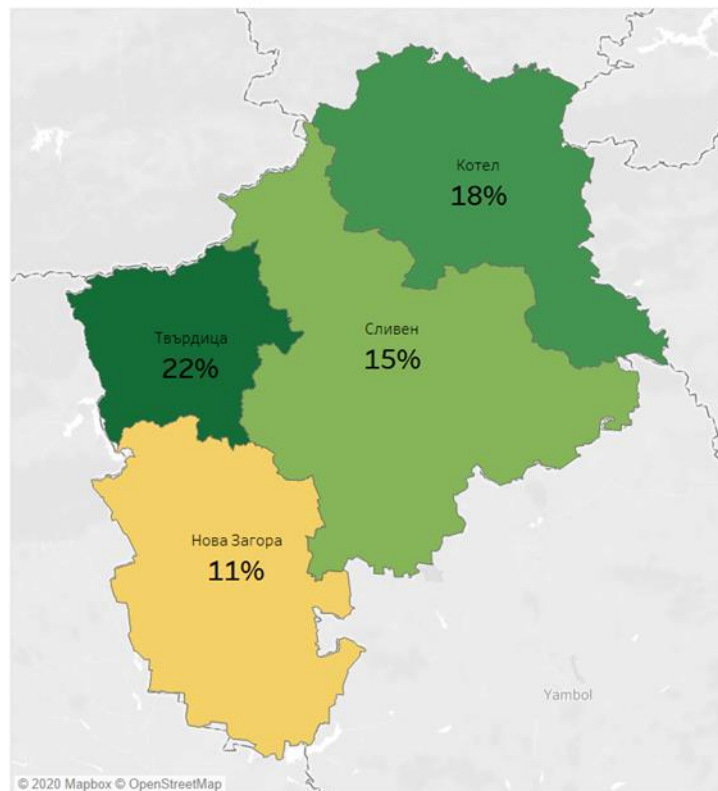 Котел
18%
Твърдица
22%
Сливен
15%
Нова Загора
11%
Yambol
© 2020 Mapbox © OpenStreetMap